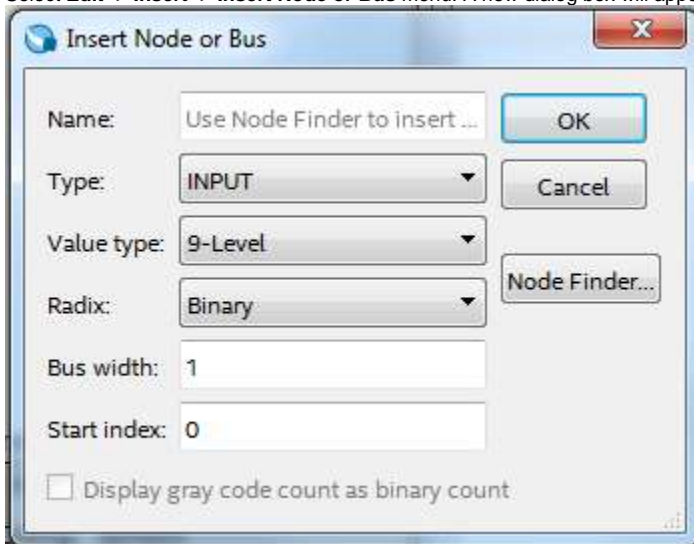 Insert Node or Bus
Name: Use Node Finder to insert ... OK
Type: INPUT Cancel
Value type: 9-Level
Node Finder...
Radix: Binary
Bus width: 1
Start index: 0
Display gray code count as binary count